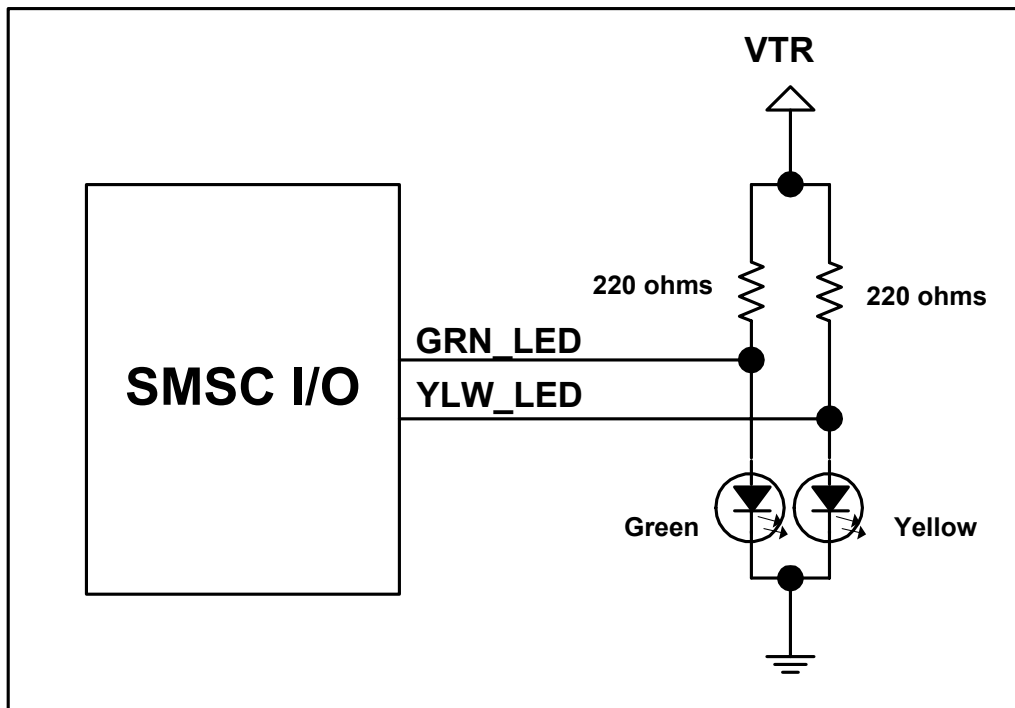 VTR
220 ohms
220 ohms
GRN_LED
SMSC I/O
YLW_LED
Green
Yellow